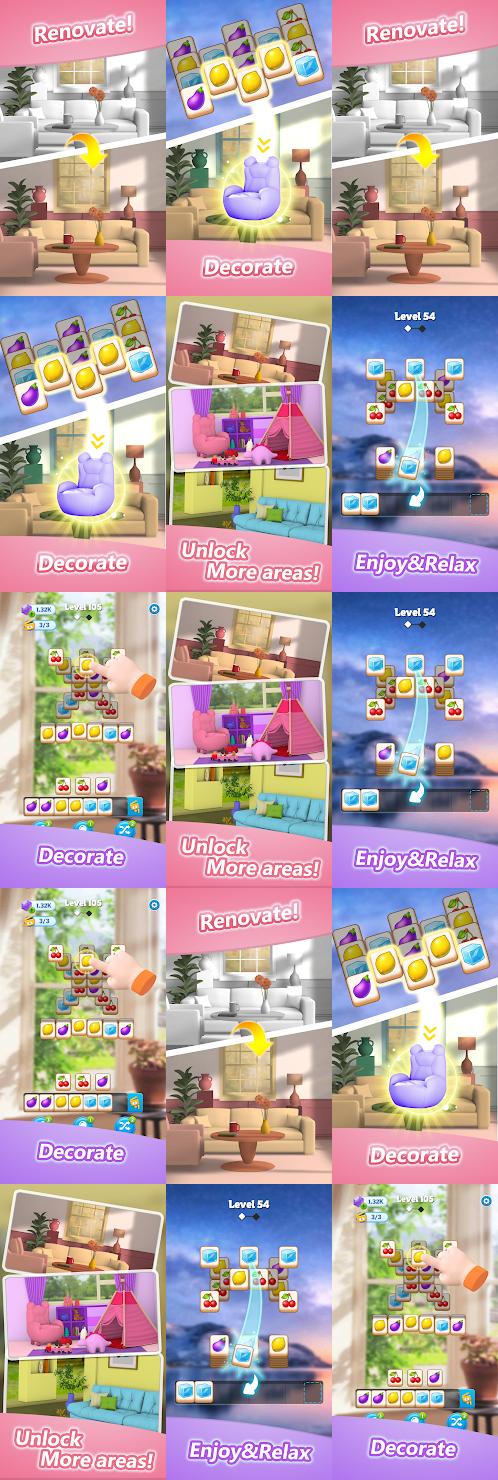 Renovate!
Decorate
Renovate!
Decorate
Unlock
More areas!
Level 54
Enjoy&Relax
1.32K
Level 105
3/3
Decorate
Unlock
More areas!
Level 54
Enjoy&Relax
1.32K
Level 105
3/3
Decorate
Renovate!
Decorate
Unlock
More areas!
Level 54
Enjoy&Relax
1.32K
Level 105
3/3
Decorate